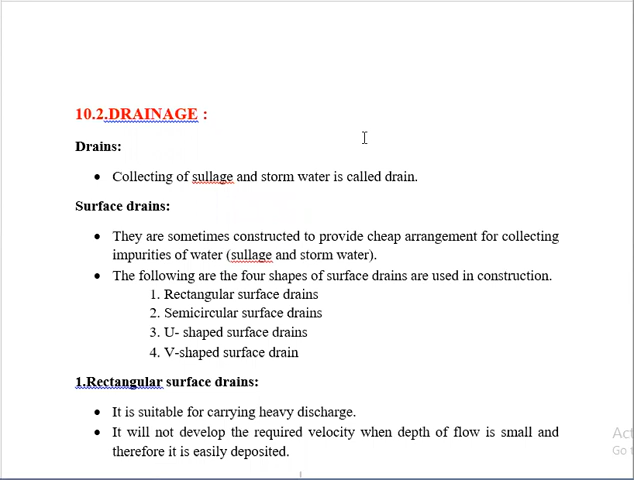 10.2.DRAINAGE :
Drains:
• Collecting of sullage and storm water is called drain.
Surface drains:
• They are sometimes constructed to provide cheap arrangement for collecting
impurities of water (sullage and storm water).
• The following are the four shapes of surface drains are used in construction.
1. Rectangular surface drains
2. Semicircular surface drains
3. U- shaped surface drains
4. V-shaped surface drain
1.Rectangular surface drains:
• It is suitable for carrying heavy discharge.
• It will not develop the required velocity when depth of flow is small and
therefore it is easily deposited.